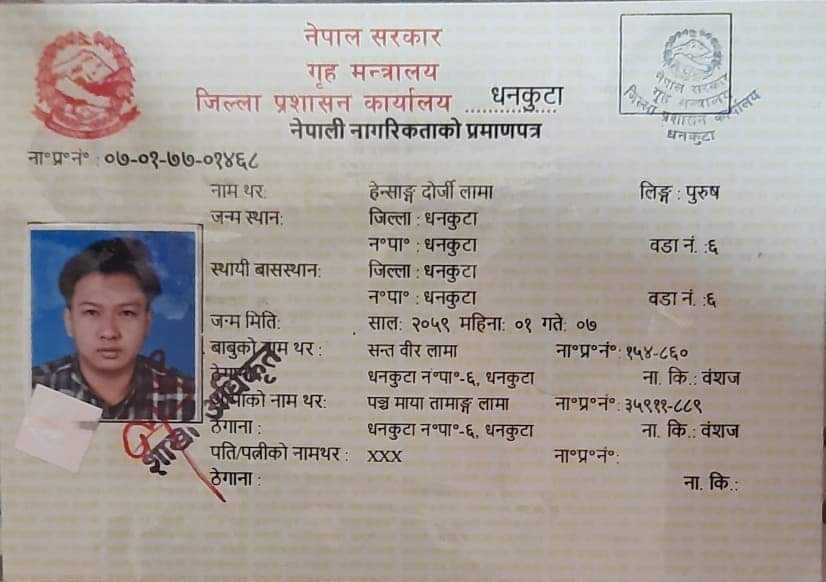 नेपाल सरकार
गृह मन्त्रालय
जिल्ला प्रशासन कार्यालय ......धनकुटा
नेपाली नागरिकताको प्रमाणपत्र
नेपाल सरकार
गृह मन्त्रालय
जिल्ला प्रशासन कार्यालय
धनकुटा
ना॰प्र॰नं॰ : ०७-०१-७७-०१४६८
नाम थर: हेन्साङ्ग दोर्जी लामा लिङ्ग : पुरुष
जन्म स्थान: जिल्ला : धनकुटा
न॰पा॰ : धनकुटा वडा नं. :६
स्थायी बासस्थान: जिल्ला : धनकुटा
न॰पा॰ : धनकुटा वडा नं. :६
जन्म मिति: साल: २०५९ महिना: ०१ गते: ०७
बाबुको नाम थर : सन्त वीर लामा ना॰प्र॰नं॰: १५४-८६०
ठेगाना: धनकुटा न॰पा॰-६, धनकुटा ना. कि.: वंशज
आमाको नाम थर: पञ्च माया तामाङ्ग लामा ना॰प्र॰नं॰: ३५९११-८८९
ठेगाना : धनकुटा न॰पा॰-६, धनकुटा ना. कि.: वंशज
पति/पत्नीको नामथर : XXX ना॰प्र॰नं॰:
ठेगाना : ना. कि.:
शाखा अधिकृत